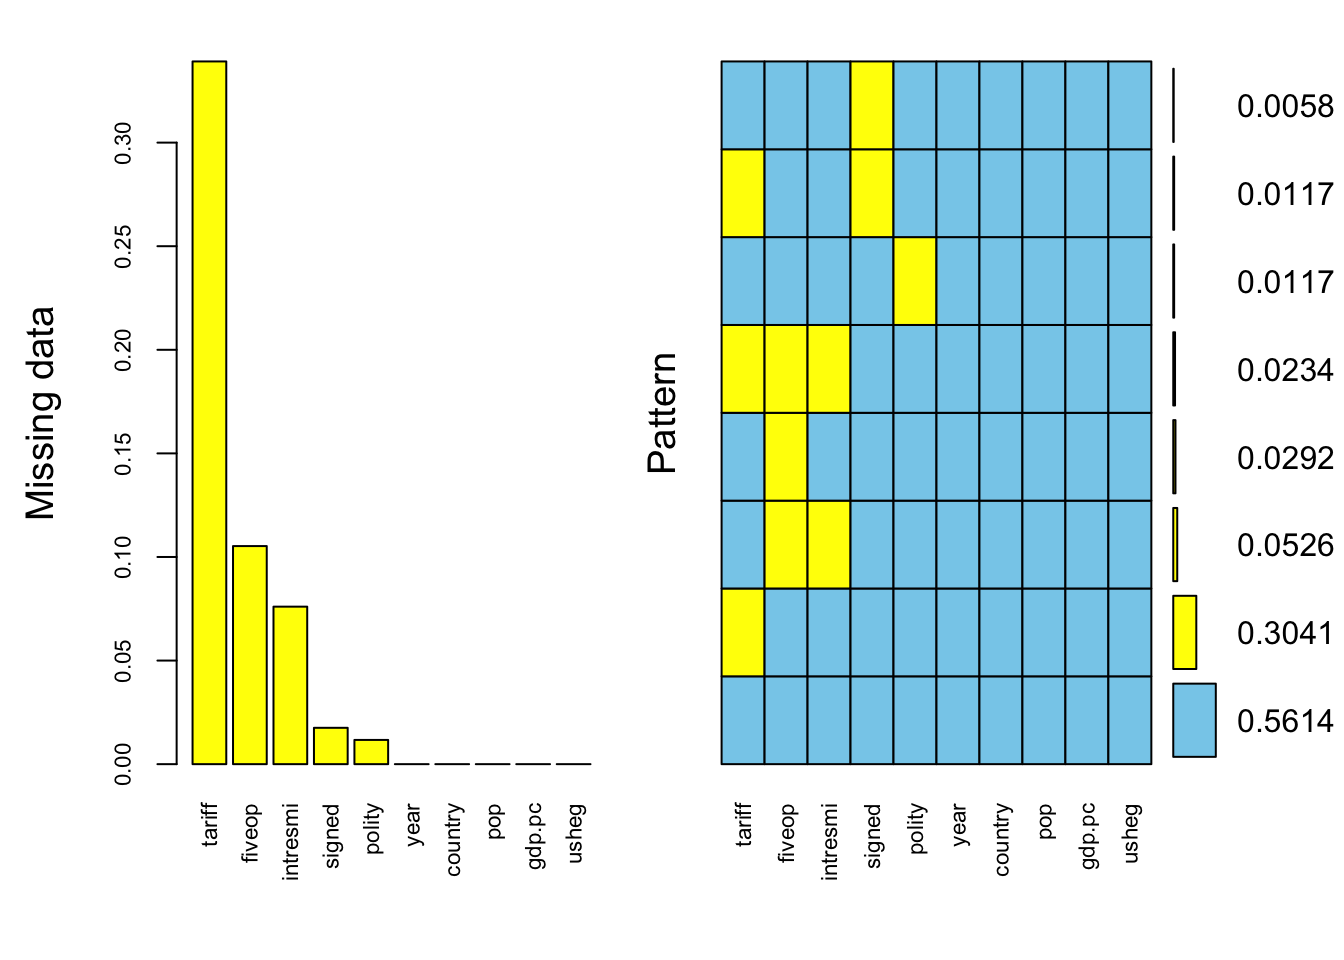 Missing data
0.30
0.25
0.20
0.15
0.10
0.05
0.00
tariff
fiveop
intresmi
signed
polity
year
country
pop
gdp.pc
usheg
Pattern
tariff
fiveop
intresmi
signed
polity
year
country
pop
gdp.pc
usheg
0.0058
0.0117
0.0117
0.0234
0.0292
0.0526
0.3041
0.5614